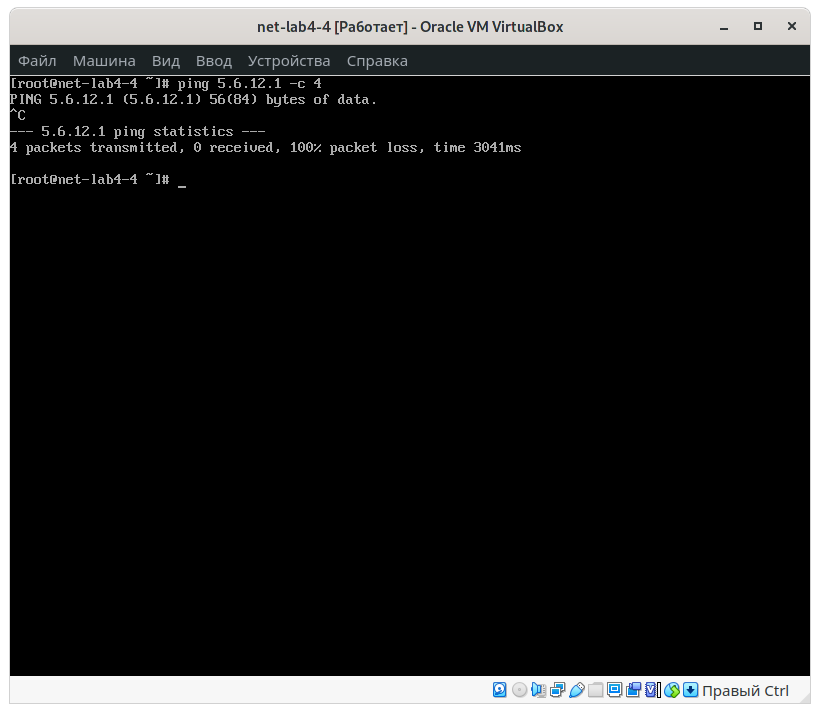 net-lab4-4 [Работает] - Oracle VM VirtualBox
Файл Машина Вид Ввод Устройства Справка
[root@net-lab4-4 ~]# ping 5.6.12.1 -c 4
PING 5.6.12.1 (5.6.12.1) 56(84) bytes of data.
^C
--- 5.6.12.1 ping statistics ---
4 packets transmitted, 0 received, 100% packet loss, time 3041ms
[root@net-lab4-4 ~]# _
Правый Ctrl